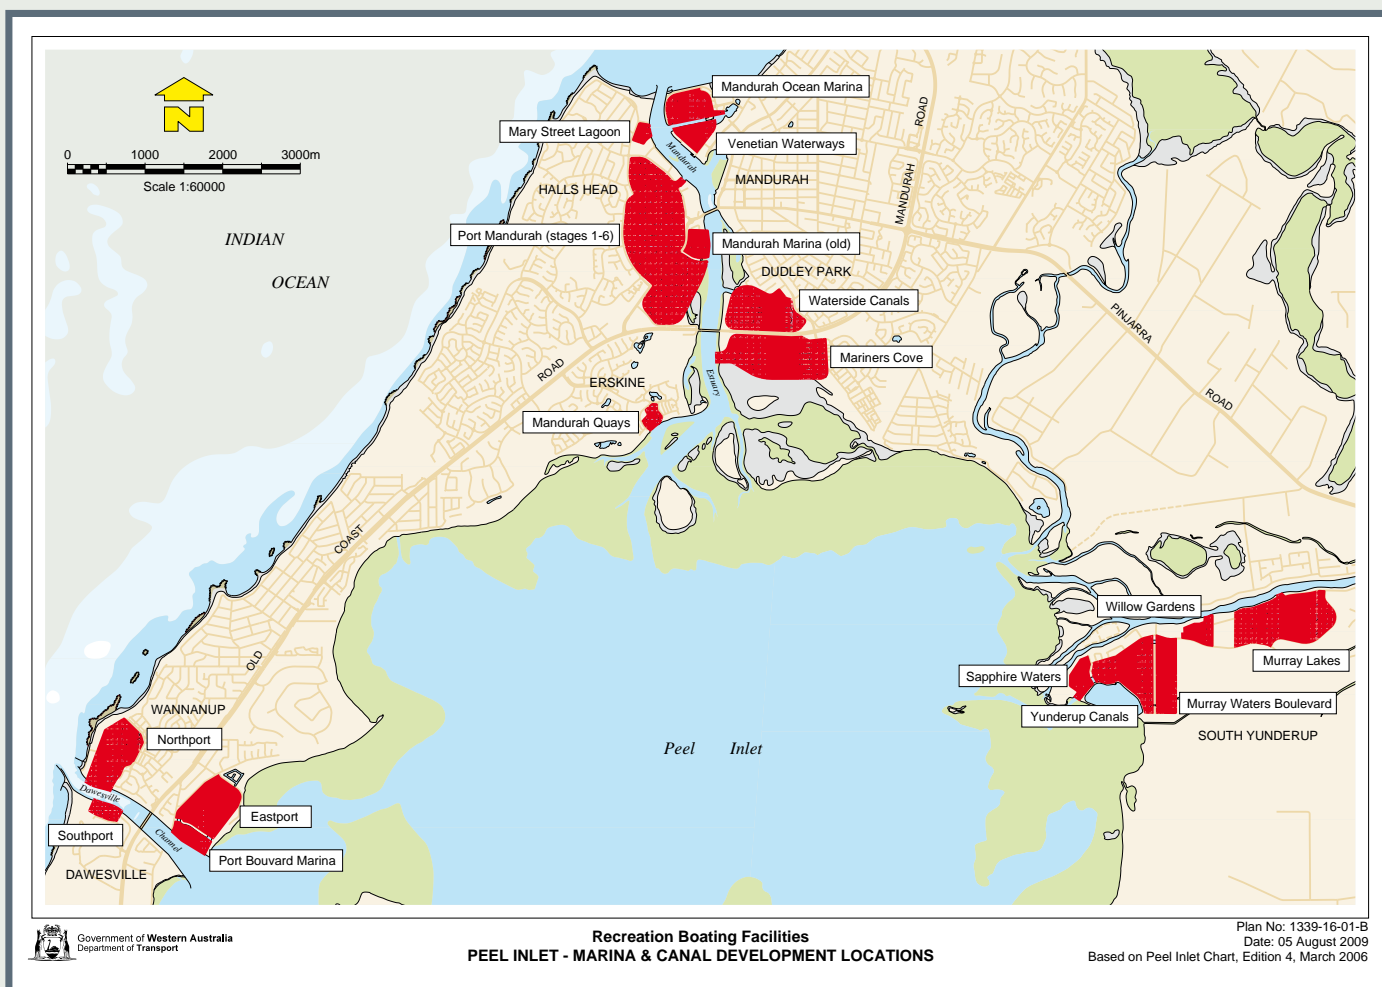 Mandurah Ocean Marina
Mary Street Lagoon
Venetian Waterways
Mandurah
ROAD
0 1000 2000 3000m
Scale 1:60000
N
HALLS HEAD
MANDURAH
MANDURAH
INDIAN
OCEAN
Port Mandurah (stages 1-6)
Mandurah Marina (old)
DUDLEY PARK
Waterside Canals
PINJARRA
ROAD
Mariners Cove
ROAD
ERSKINE
Estuary
Mandurah Quays
COAST
OLD
Willow Gardens
Murray Lakes
Sapphire Waters
Murray Waters Boulevard
Yunderup Canals
SOUTH YUNDERUP
WANNANUP
Northport
Peel Inlet
Dawesville
Channel
Eastport
Southport
Port Bouvard Marina
DAWESVILLE
Government of Western Australia
Department of Transport
Recreation Boating Facilities
PEEL INLET - MARINA & CANAL DEVELOPMENT LOCATIONS
Plan No: 1339-16-01-B
Date: 05 August 2009
Based on Peel Inlet Chart, Edition 4, March 2006